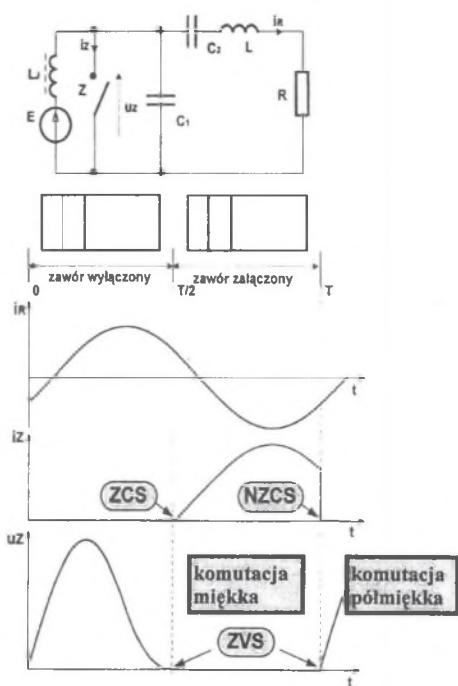 iz
C₂
L
iR
L
Z
uz
C₁
R
E
zawór wyłączony
zawór załączony
0
T/2
T
iR
t
iZ
ZCS
NZCS
t
uZ
komutacja
miękka
komutacja
półmiękka
ZVS
t